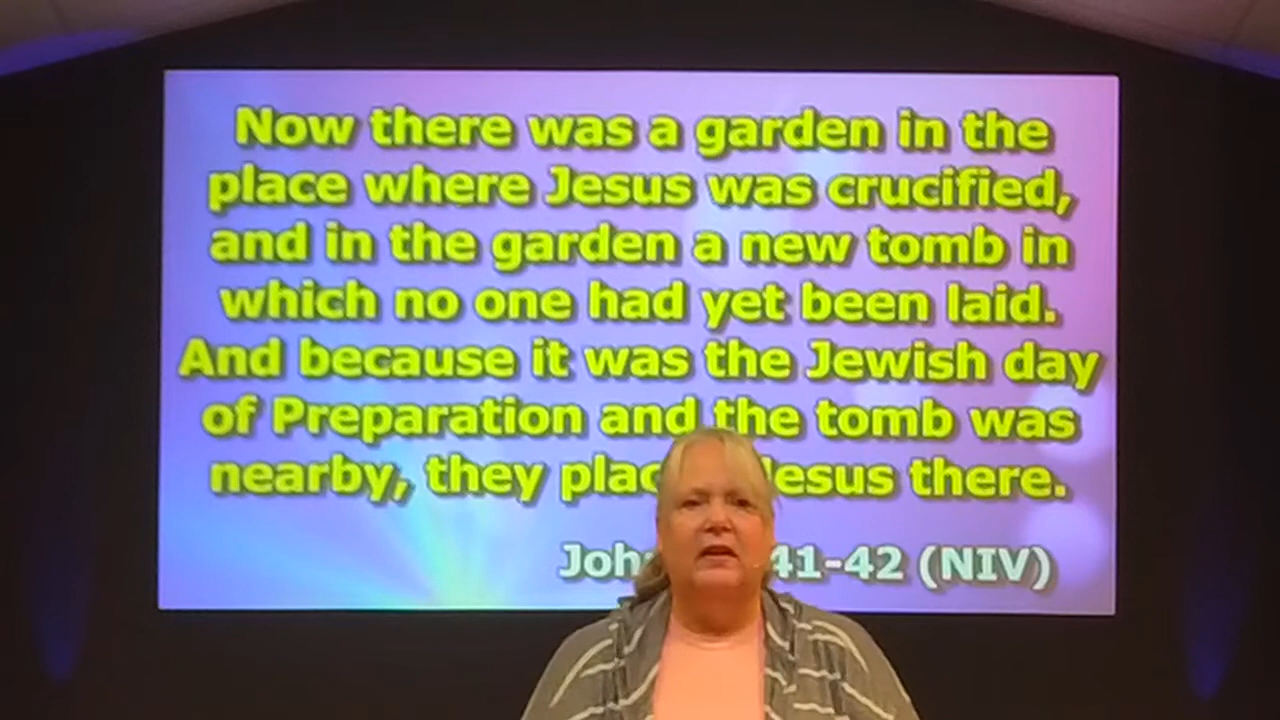 Now there was a garden in the
place where Jesus was crucified,
and in the garden a new tomb in
which no one had yet been laid.
And because it was the Jewish day
of Preparation and the tomb was
nearby, they there.
41-42 (NIV)